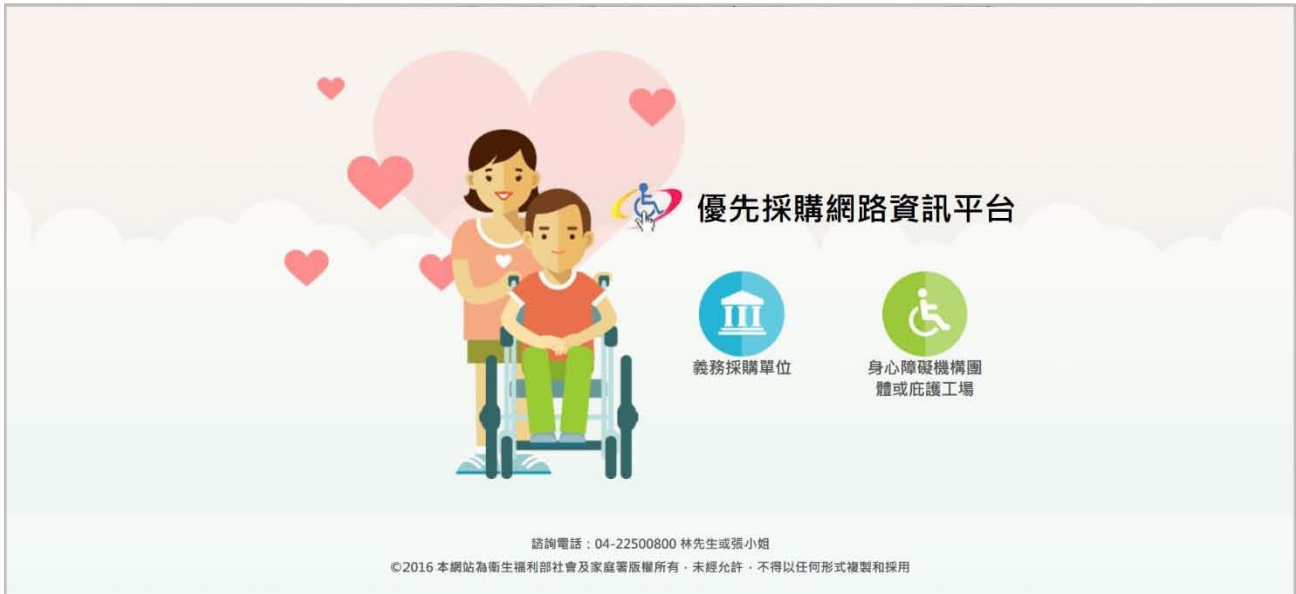 優先採購網路資訊平台
義務採購單位
身心障礙機構團
體或庇護工場
諮詢電話：04-22500800 林先生或張小姐
©2016 本網站為衛生福利部社會及家庭署版權所有，未經允許，不得以任何形式複製和採用